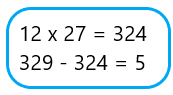 12 x 27 = 324
329 - 324 = 5